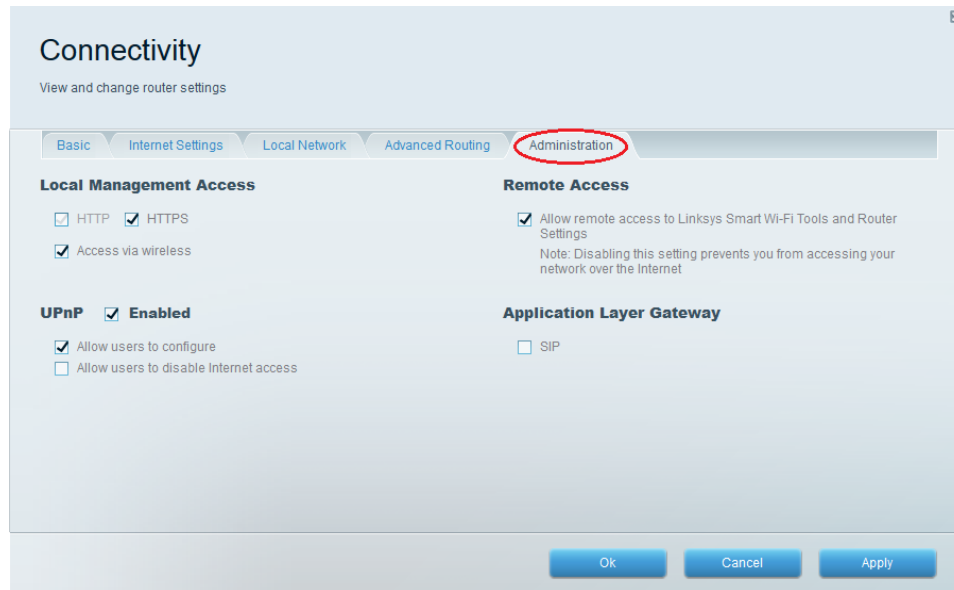 Connectivity
View and change router settings
Basic Internet Settings Local Network Advanced Routing Administration
Local Management Access
HTTP HTTPS
Access via wireless
Remote Access
Allow remote access to Linksys Smart Wi-Fi Tools and Router
Settings
Note: Disabling this setting prevents you from accessing your
network over the Internet
UPnP Enabled
Allow users to configure
Allow users to disable Internet access
Application Layer Gateway
SIP
Ok Cancel Apply